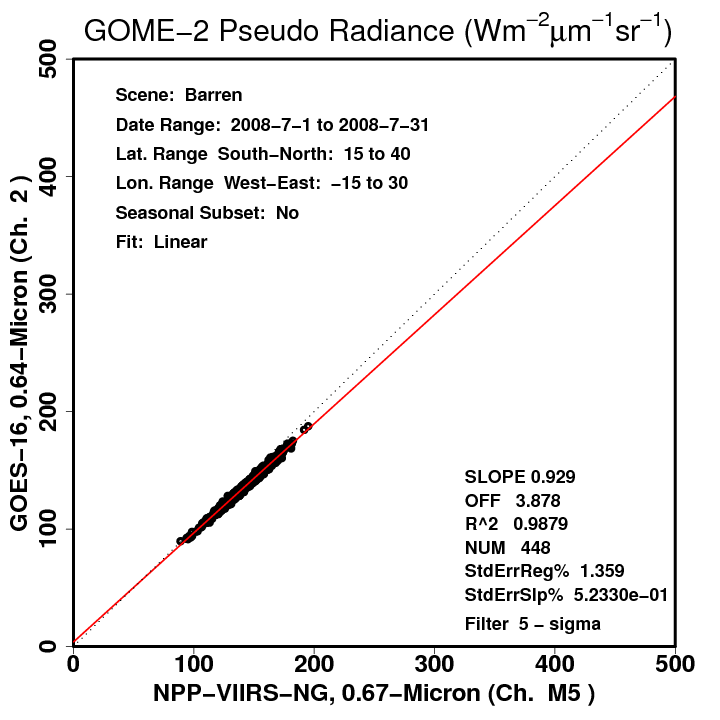 GOME−2 Pseudo Radiance (Wm−2μm−1sr−1)
Scene: Barren
Date Range: 2008−7−1 to 2008−7−31
Lat. Range South−North: 15 to 40
Lon. Range West−East: −15 to 30
Seasonal Subset: No
Fit: Linear
GOES−16, 0.64−Micron (Ch. 2 )
500
400
300
200
100
0
SLOPE 0.929
OFF 3.878
R^2 0.9879
NUM 448
StdErrReg% 1.359
StdErrSlp% 5.2330e−01
Filter 5 − sigma
0 100 200 300 400 500
NPP−VIIRS−NG, 0.67−Micron (Ch. M5 )